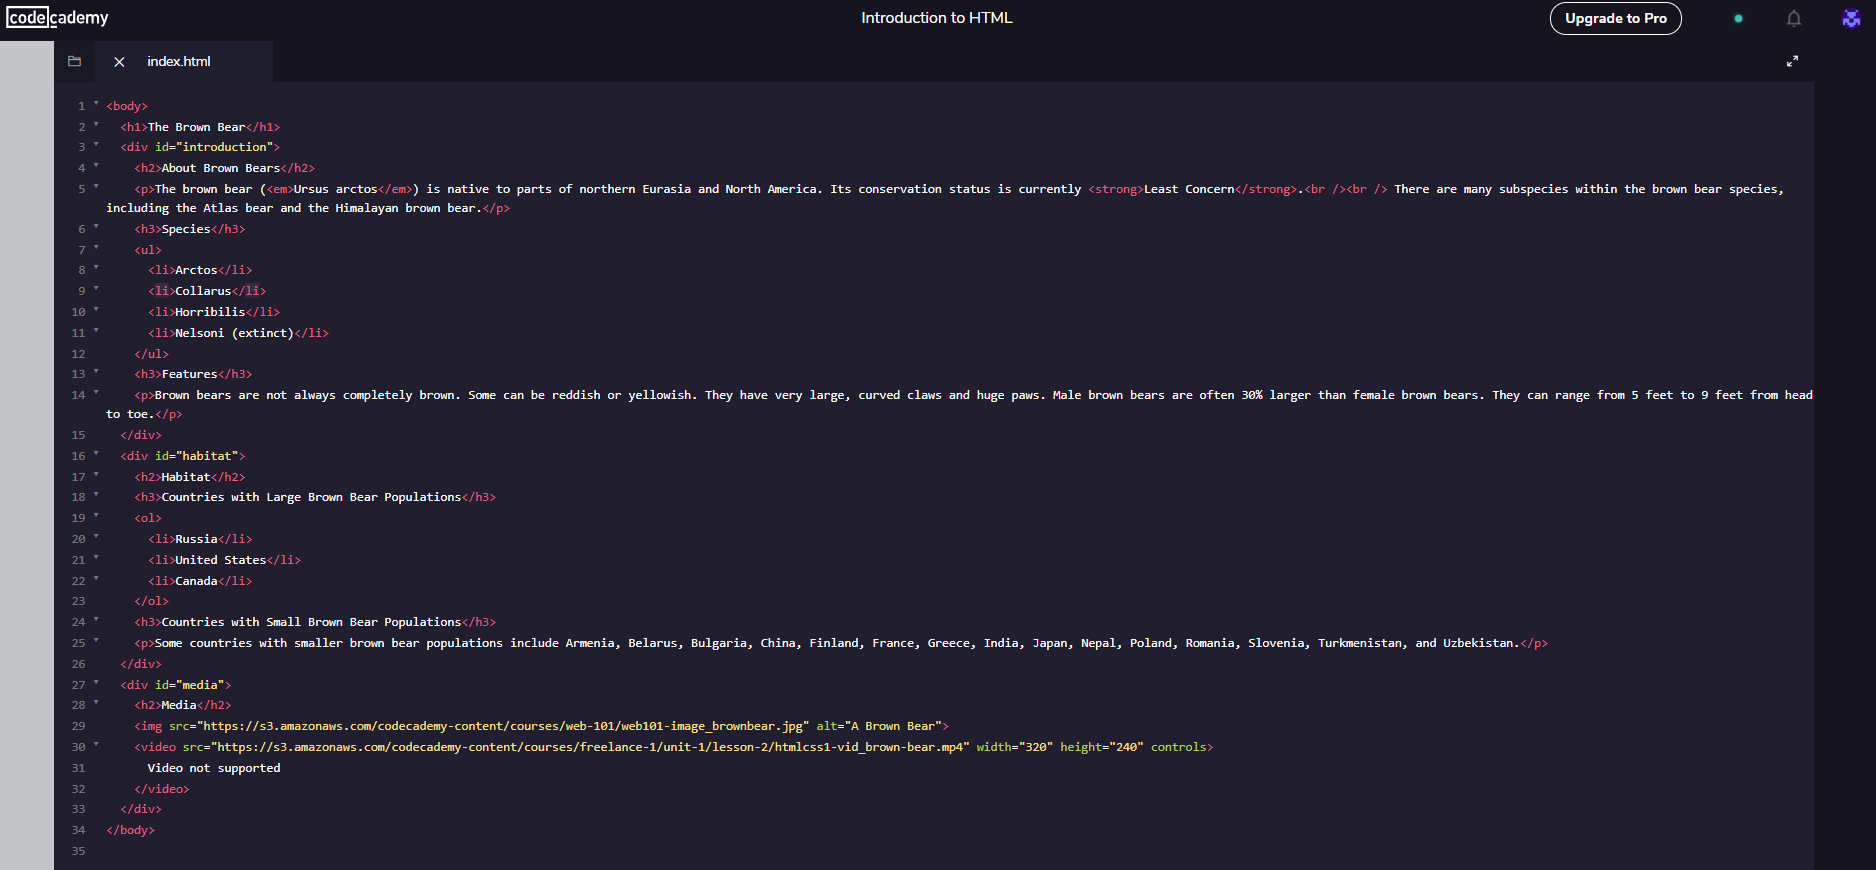 codecademy
Introduction to HTML
Upgrade to Pro
index.html
1 <body>
2 <h1>The Brown Bear</h1>
3 <div id="introduction">
4 <h2>About Brown Bears</h2>
5 <p>The brown bear (<em>Ursus arctos</em>) is native to parts of northern Eurasia and North America. Its conservation status is currently <strong>Least Concern</strong>.<br /><br /> There are many subspecies within the brown bear species,
including the Atlas bear and the Himalayan brown bear.</p>
6 <h3>Species</h3>
7 <ul>
8 <li>Arctos</li>
9 <li>Collarus</li>
10 <li>Horribilis</li>
11 <li>Nelsoni (extinct)</li>
12 </ul>
13 <h3>Features</h3>
14 <p>Brown bears are not always completely brown. Some can be reddish or yellowish. They have very large, curved claws and huge paws. Male brown bears are often 30% larger than female brown bears. They can range from 5 feet to 9 feet from head
to toe.</p>
15 </div>
16 <div id="habitat">
17 <h2>Habitat</h2>
18 <h3>Countries with Large Brown Bear Populations</h3>
19 <ol>
20 <li>Russia</li>
21 <li>United States</li>
22 <li>Canada</li>
23 </ol>
24 <h3>Countries with Small Brown Bear Populations</h3>
25 <p>Some countries with smaller brown bear populations include Armenia, Belarus, Bulgaria, China, Finland, France, Greece, India, Japan, Nepal, Poland, Romania, Slovenia, Turkmenistan, and Uzbekistan.</p>
26 </div>
27 <div id="media">
28 <h2>Media</h2>
29 <img src="https://s3.amazonaws.com/codecademy-content/courses/web-101/web101-image_brownbear.jpg" alt="A Brown Bear">
30 <video src="https://s3.amazonaws.com/codecademy-content/courses/freelance-1/unit-1/lesson-2/htmlcss1-vid_brown-bear.mp4" width="320" height="240" controls>
31 Video not supported
32 </video>
33 </div>
34 </body>
35